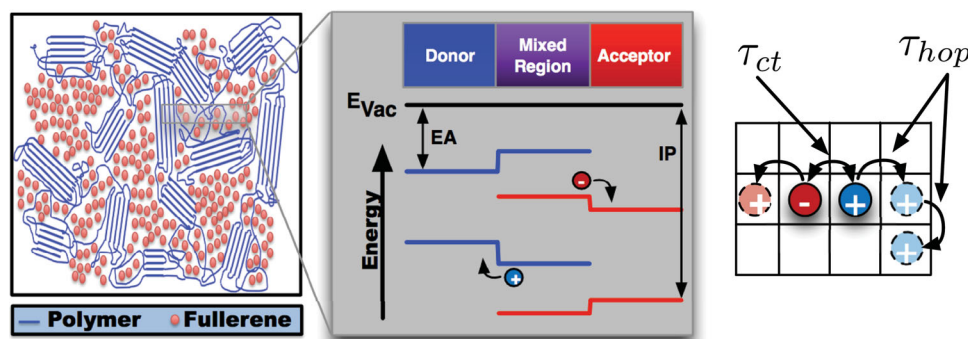 Polymer
Fullerene
Donor
Mixed
Region
Acceptor
E_Vac
EA
IP
Energy
-
+
τ_ct
τ_hop
+
-
+
+
+